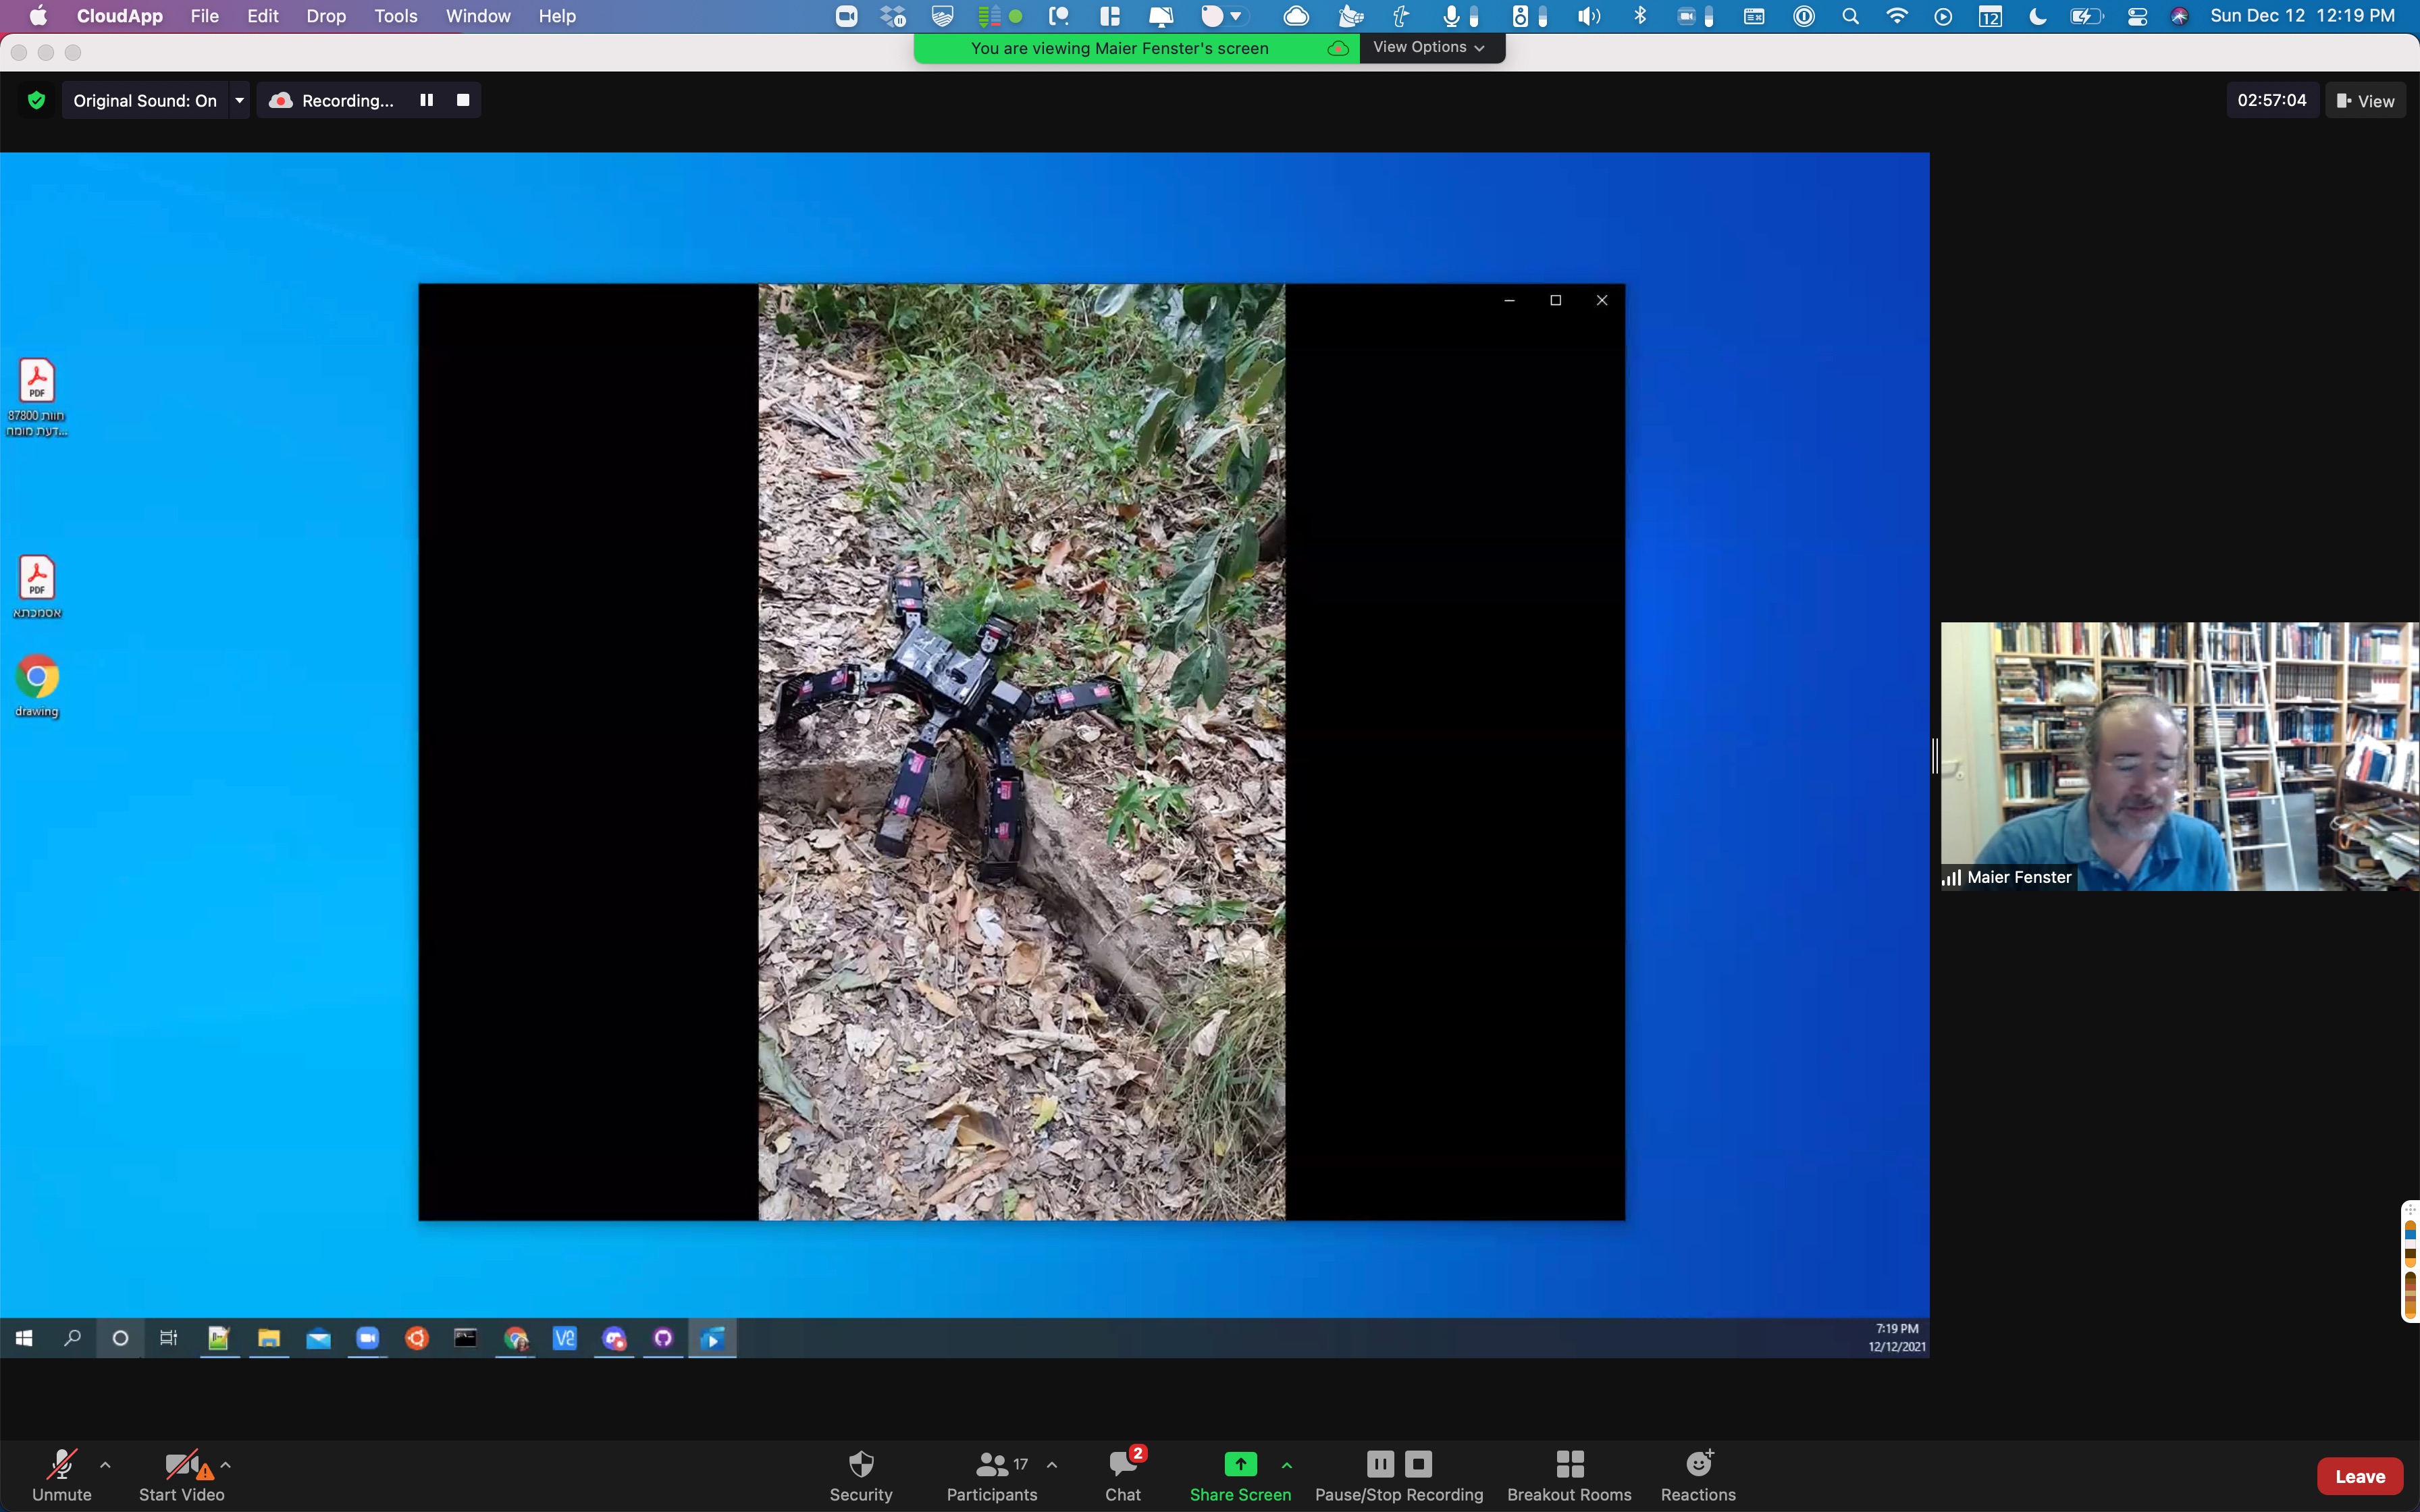 CloudApp File Edit Drop Tools Window Help
12
Sun Dec 12 12:19 PM
You are viewing Maier Fenster's screen
View Options
Original Sound: On
Recording...
02:57:04
View
PDF
חוות 87800
דעת מומח...
PDF
אסמכתא
drawing
Maier Fenster
7:19 PM
12/12/2021
Unmute
Start Video
Security
17
Participants
2
Chat
Share Screen
Pause/Stop Recording
Breakout Rooms
Reactions
Leave